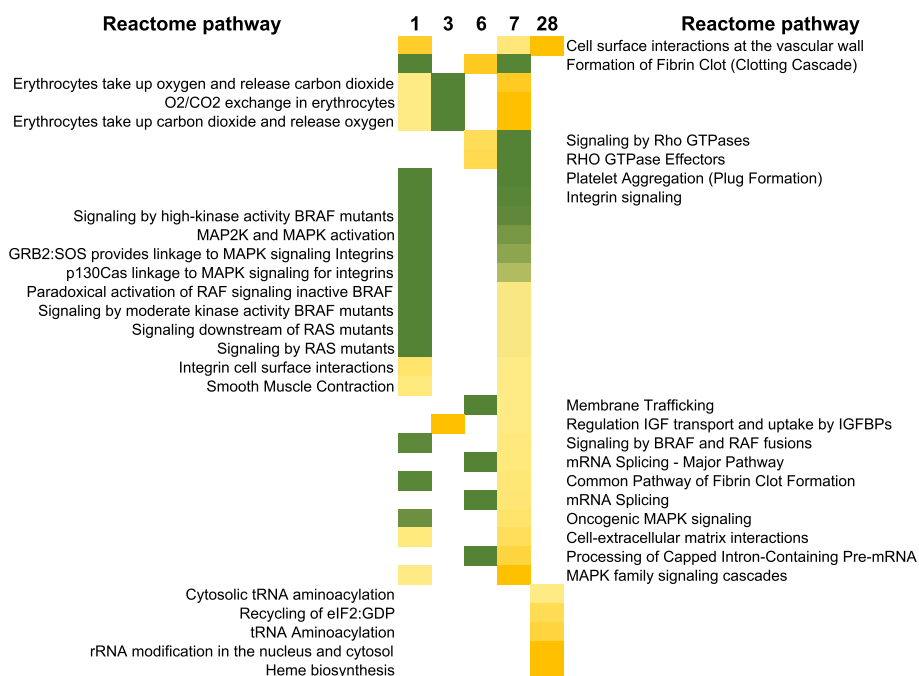 Reactome pathway 1 3 6 7 28 Reactome pathway
Cell surface interactions at the vascular wall
Formation of Fibrin Clot (Clotting Cascade)
Erythrocytes take up oxygen and release carbon dioxide
O2/CO2 exchange in erythrocytes
Erythrocytes take up carbon dioxide and release oxygen
Signaling by Rho GTPases
RHO GTPase Effectors
Platelet Aggregation (Plug Formation)
Integrin signaling
Signaling by high-kinase activity BRAF mutants
MAP2K and MAPK activation
GRB2:SOS provides linkage to MAPK signaling Integrins
p130Cas linkage to MAPK signaling for integrins
Paradoxical activation of RAF signaling inactive BRAF
Signaling by moderate kinase activity BRAF mutants
Signaling downstream of RAS mutants
Signaling by RAS mutants
Integrin cell surface interactions
Smooth Muscle Contraction
Membrane Trafficking
Regulation IGF transport and uptake by IGFBPs
Signaling by BRAF and RAF fusions
mRNA Splicing - Major Pathway
Common Pathway of Fibrin Clot Formation
mRNA Splicing
Oncogenic MAPK signaling
Cell-extracellular matrix interactions
Processing of Capped Intron-Containing Pre-mRNA
MAPK family signaling cascades
Cytosolic tRNA aminoacylation
Recycling of eIF2:GDP
tRNA Aminoacylation
rRNA modification in the nucleus and cytosol
Heme biosynthesis